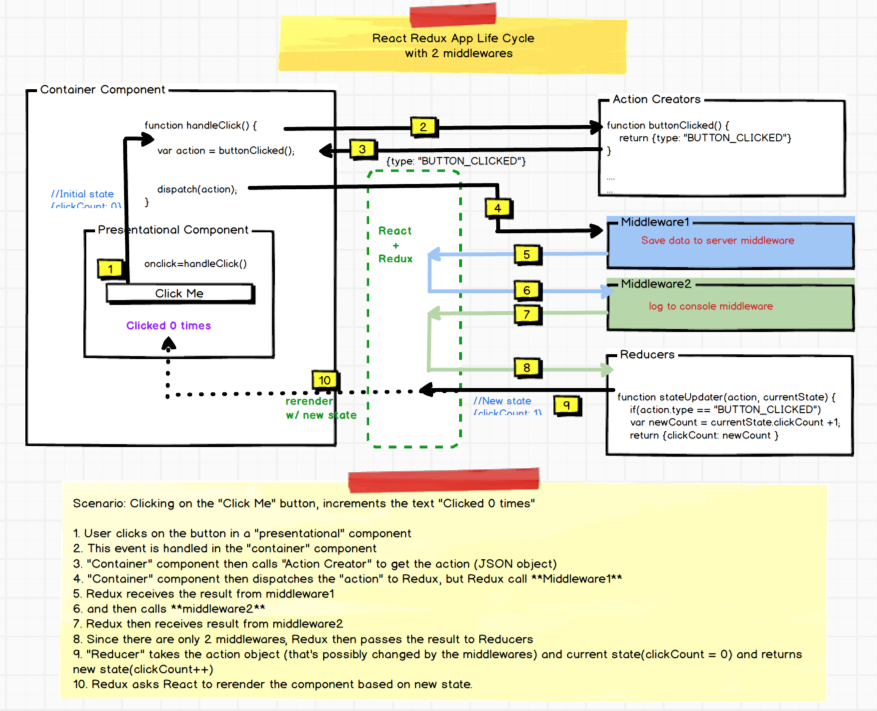 React Redux App Life Cycle
with 2 middlewares
Container Component
function handleClick() {
var action = buttonClicked();
dispatch(action);
}
//Initial state
{clickCount: 0}
Presentational Component
1
onclick=handleClick()
Click Me
Clicked 0 times
2
3
{type: "BUTTON_CLICKED"}
Action Creators
function buttonClicked() {
return {type: "BUTTON_CLICKED"}
}
....
...
React
+
Redux
4
Middleware1
Save data to server middleware
5
6
Middleware2
log to console middleware
7
8
Reducers
function stateUpdater(action, currentState) {
if(action.type == "BUTTON_CLICKED")
var newCount = currentState.clickCount +1,
return {clickCount: newCount }
9
//New state
{clickCount: 1}
10
rerender
w/ new state
Scenario: Clicking on the "Click Me" button, increments the text "Clicked 0 times"
1. User clicks on the button in a "presentational" component
2. This event is handled in the "container" component
3. "Container" component then calls "Action Creator" to get the action (JSON object)
4. "Container" component then dispatches the "action" to Redux, but Redux call **Middleware1**
5. Redux receives the result from middleware1
6. and then calls **middleware2**
7. Redux then receives result from middleware2
8. Since there are only 2 middlewares, Redux then passes the result to Reducers
9. "Reducer" takes the action object (that's possibly changed by the middlewares) and current state(clickCount = 0) and returns
new state(clickCount++)
10. Redux asks React to rerender the component based on new state.